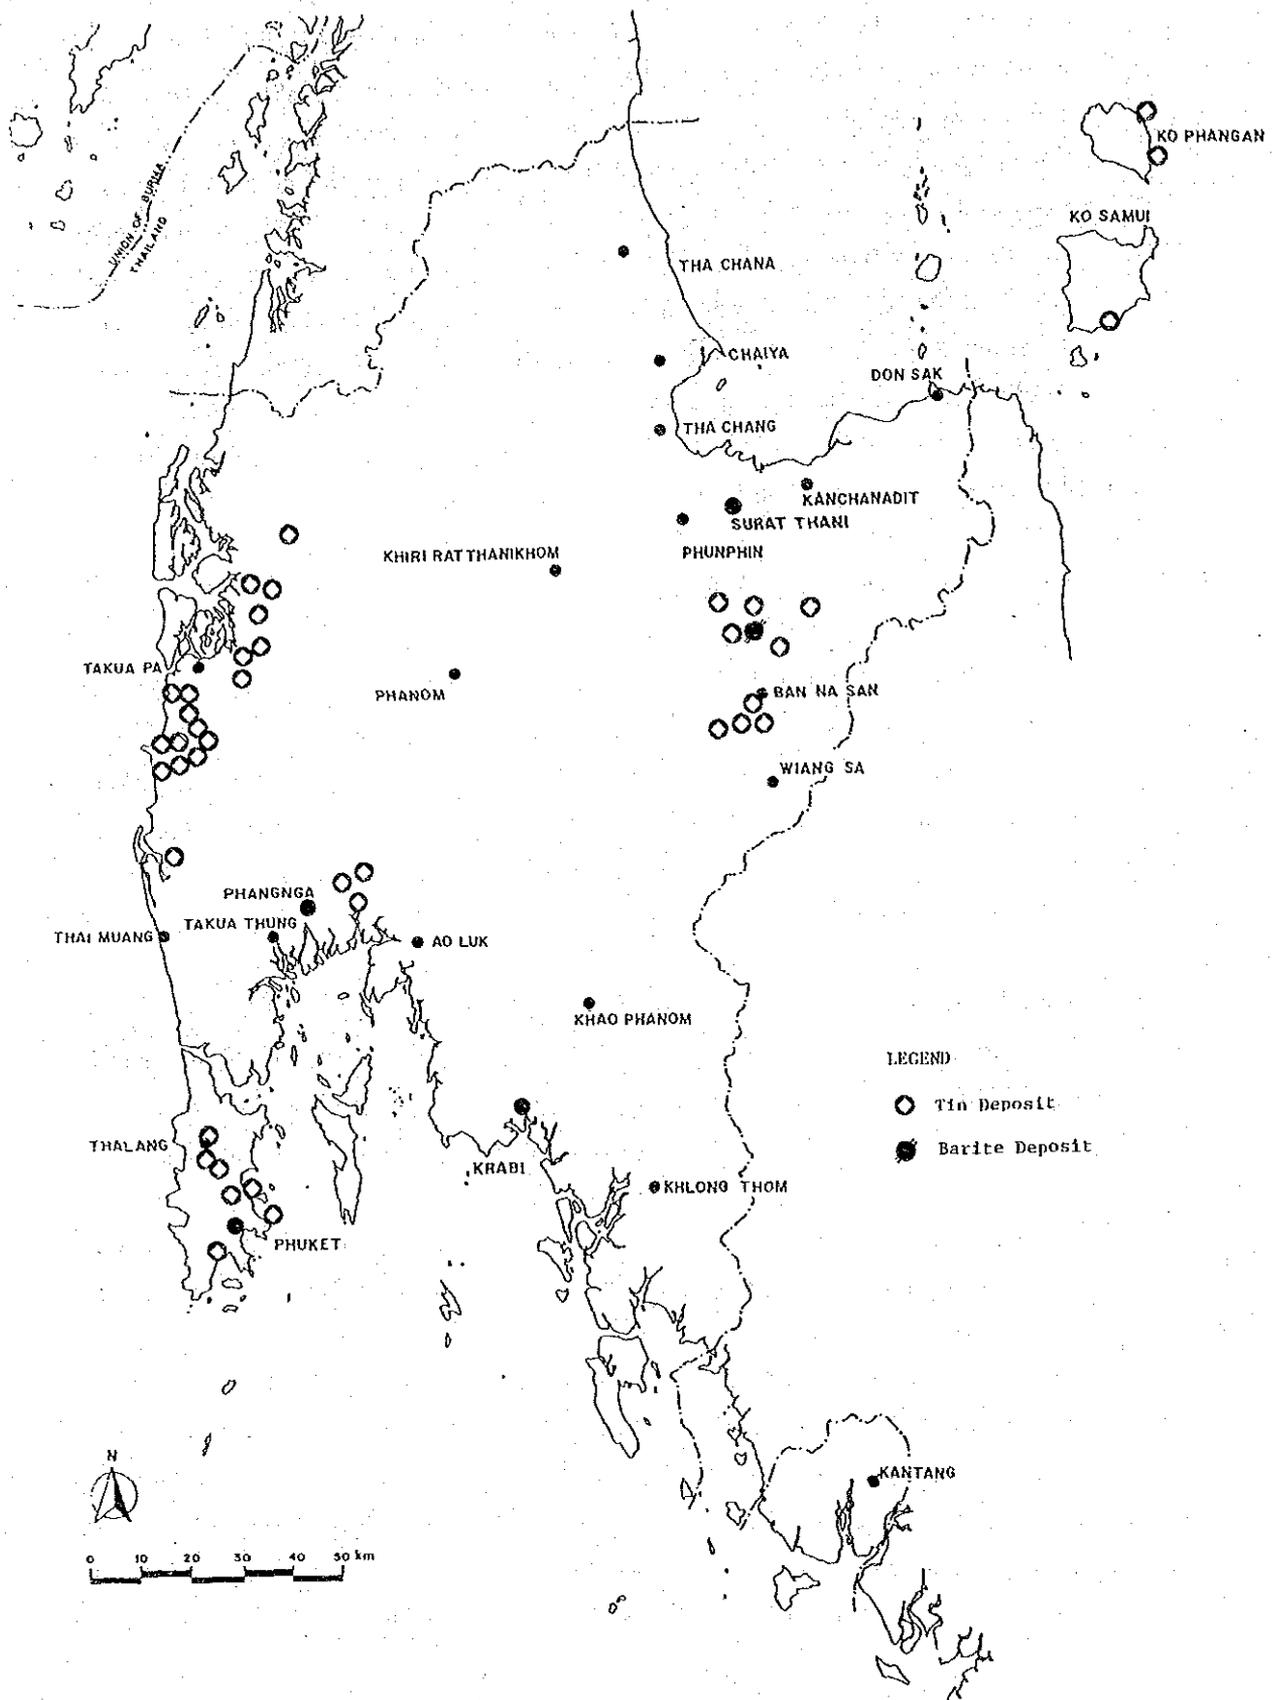 KO PHANGAN
KO SAMUI
UNION OF BURMA
THAILAND
THA CHANA
CHAIYA
DON SAK
THA CHANG
KANCHANADIT
SURAT THANI
KHIRI RATTHANIKHOM
PHUNPHIN
TAKUA PA
PHANOM
BAN NA SAN
WIANG SA
PHANGNGA
TAKUA THUNG
THAI MUANG
AO LUK
KHAO PHANOM
LEGEND
Tin Deposit
Barite Deposit
THALANG
KRABI
KHLONG THOM
PHUKET
N
KANTANG
0 10 20 30 40 50 km